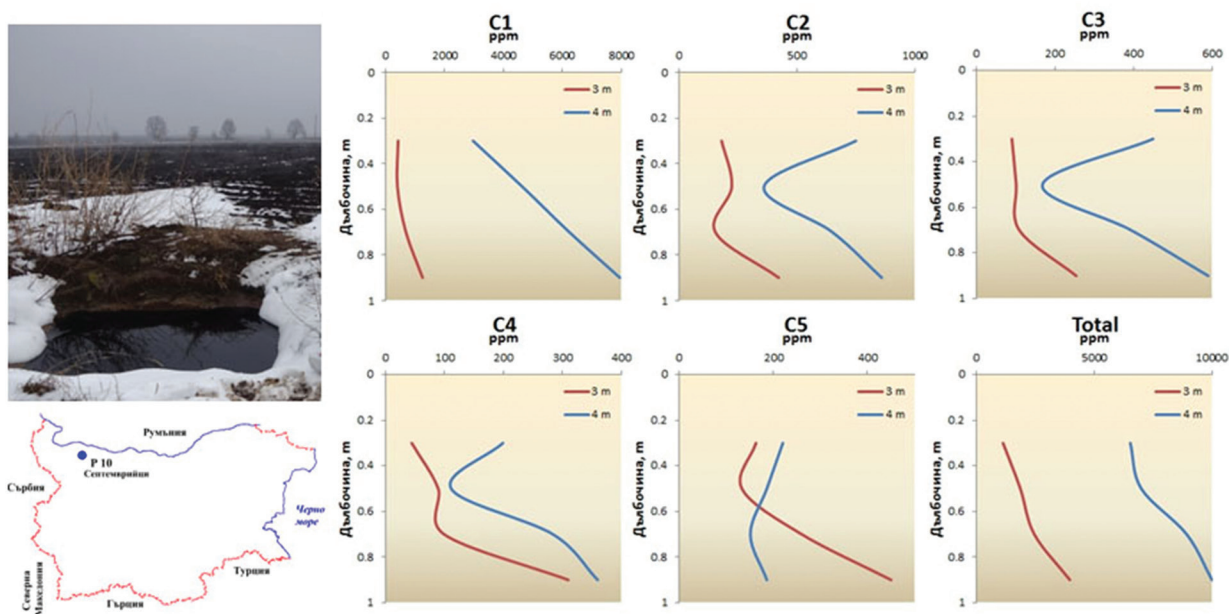 C1
ppm
0 2000 4000 6000 8000
0
0.2
0.4
0.6
0.8
1
Дълбочина, m
3 m
4 m
C2
ppm
0 500 1000
0
0.2
0.4
0.6
0.8
1
Дълбочина, m
3 m
4 m
C3
ppm
0 200 400 600
0
0.2
0.4
0.6
0.8
1
Дълбочина, m
3 m
4 m
C4
ppm
0 100 200 300 400
0
0.2
0.4
0.6
0.8
1
Дълбочина, m
3 m
4 m
C5
ppm
0 200 400
0
0.2
0.4
0.6
0.8
1
Дълбочина, m
3 m
4 m
Total
ppm
0 5000 10000
0
0.2
0.4
0.6
0.8
1
Дълбочина, m
3 m
4 m
Румъния
P 10
Септемврийци
Сърбия
Черно
море
Турция
Северна
Македония
Гърция